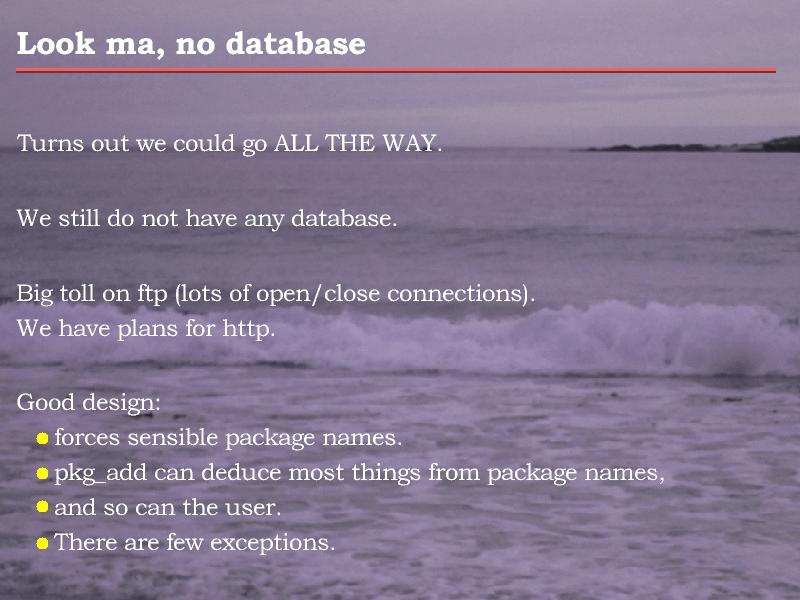 Look ma, no database
Turns out we could go ALL THE WAY.
We still do not have any database.
Big toll on ftp (lots of open/close connections).
We have plans for http.
Good design:
forces sensible package names.
pkg_add can deduce most things from package names,
and so can the user.
There are few exceptions.